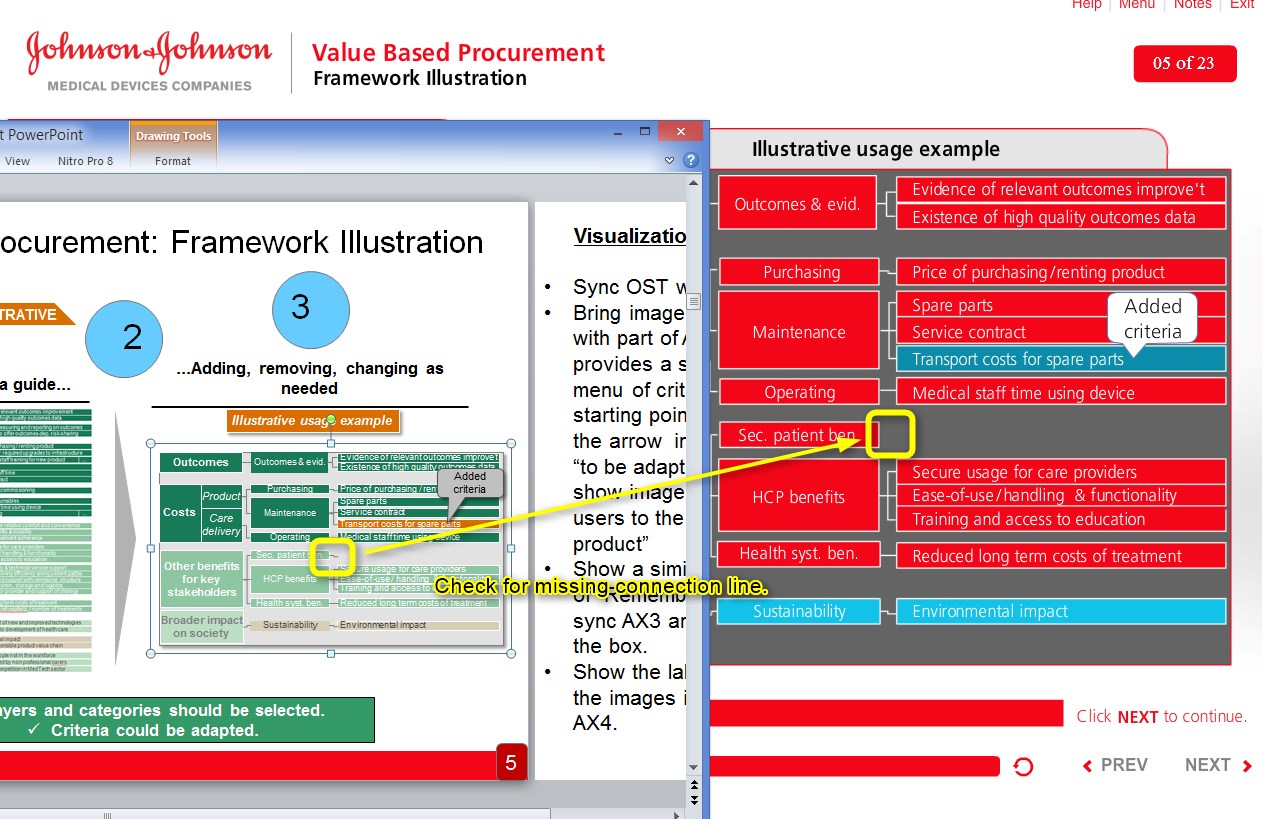 Help | Menu | Notes | Exit
Johnson & Johnson
MEDICAL DEVICES COMPANIES
Value Based Procurement
Framework Illustration
05 of 23
t PowerPoint
Drawing Tools
View
Nitro Pro 8
Format
ocurement: Framework Illustration
TRATIVE
2
3
a guide...
...Adding, removing, changing as
needed
Illustrative usage example
Outcomes
Outcomes & evid.
Evidence of relevant outcomes improve't
Existence of high quality outcomes data
Added
criteria
Costs
Product
Care
delivery
Purchasing
Price of purchasing / ren
Maintenance
Spare parts
Service contract
Transport costs for spare parts
Operating
Medical staff time using device
Other benefits
for key
stakeholders
Sec. patient ben.
HCP benefits
Secure usage for care providers
Ease-of-use / handling
Training and access to
Health syst. ben.
Reduced long term costs of treatment
Broader impact
on society
Sustainability
Environmental impact
ayers and categories should be selected.
✓ Criteria could be adapted.
5
Visualizatio
• Sync OST w
• Bring image
with part of A
provides a s
menu of crit
starting poin
the arrow in
"to be adapt
show image
users to the
product"
• Show a simi
of "Rememb
sync AX3 an
the box.
• Show the lal
the images i
AX4.
Check for missing-connection line.
Illustrative usage example
Outcomes & evid.
Evidence of relevant outcomes improve't
Existence of high quality outcomes data
Purchasing
Price of purchasing/renting product
Maintenance
Spare parts
Service contract
Transport costs for spare parts
Added
criteria
Operating
Medical staff time using device
Sec. patient ben.
HCP benefits
Secure usage for care providers
Ease-of-use/handling & functionality
Training and access to education
Health syst. ben.
Reduced long term costs of treatment
Sustainability
Environmental impact
Click NEXT to continue.
PREV
NEXT